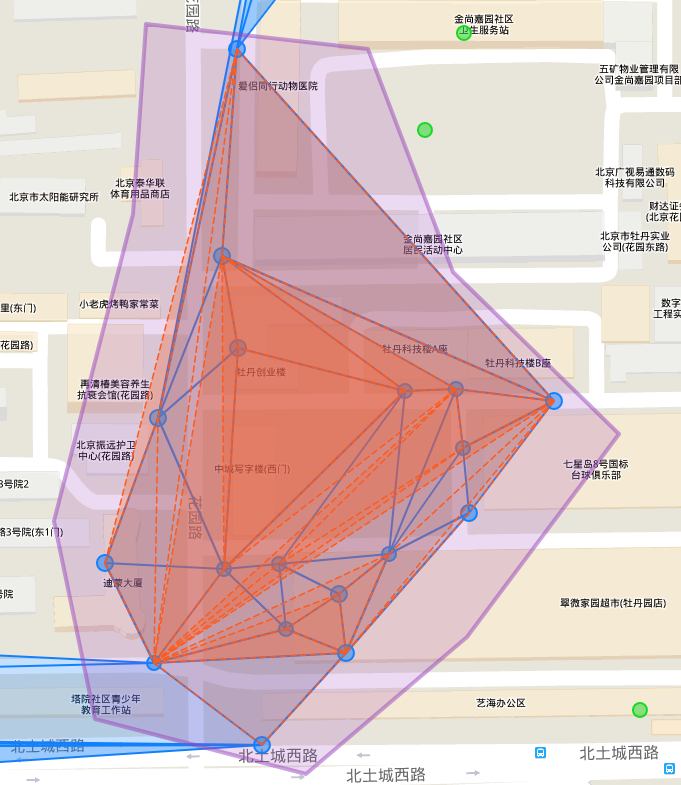 花园路
金尚嘉园社区
卫生服务站
五矿物业管理有限
公司金尚嘉园项目部
爱侣同行动物医院
北京泰华联
体育用品商店
北京市太阳能研究所
北京广视易通数码
科技有限公司
财达证
(北京花
金尚嘉园社区
居民活动中心
北京市牡丹实业
公司(花园东路)
里(东门)
小老虎烤鸭家常菜
数字
工程实
花园路)
牡丹科技楼A座
牡丹科技楼B座
牡丹创业楼
再清椿美容养生
抗衰会馆(花园路)
北京振远护卫
中心(花园路)
中城写字楼(西门)
七星岛8号国标
台球俱乐部
3号院2
花园路
路3号院(东1门)
迪蒙大厦
号院
翠微家园超市(牡丹园店)
塔院社区青少年
教育工作站
艺海办公区
北土城西路
北土城西路
北土城西路
北土城西路